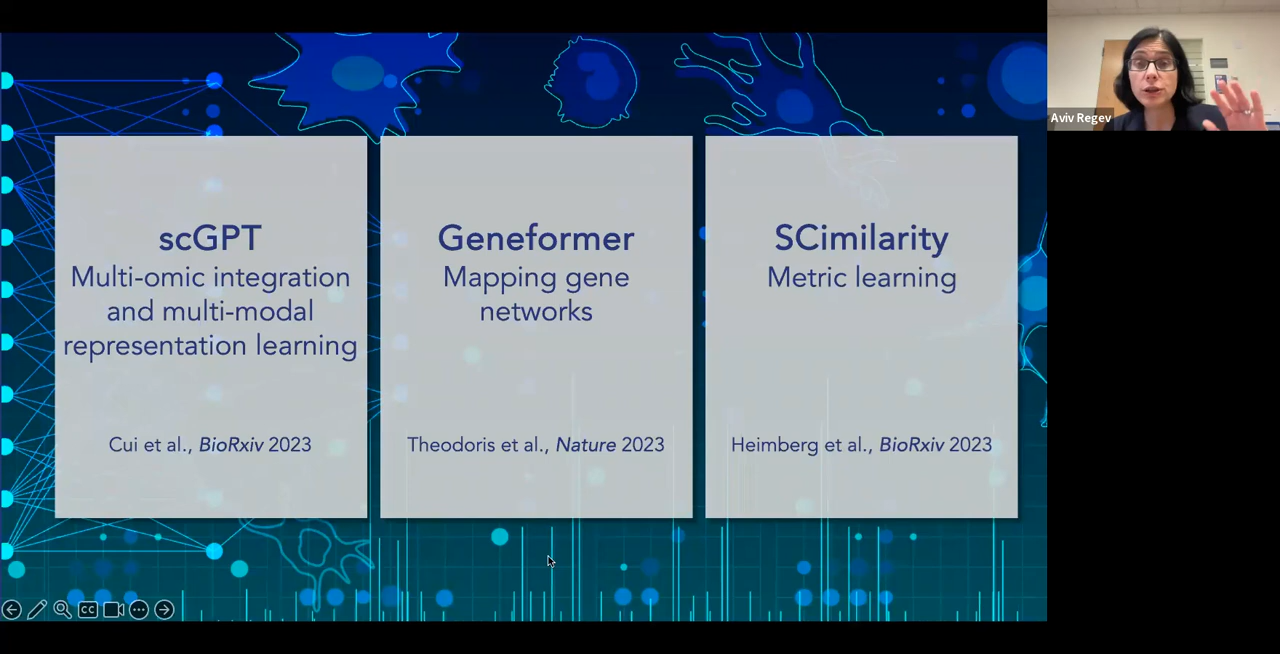 scGPT
Multi-omic integration
and multi-modal
representation learning
Cui et al., BioRxiv 2023
Geneformer
Mapping gene
networks
Theodoris et al., Nature 2023
SCimilarity
Metric learning
Heimberg et al., BioRxiv 2023
Aviv Regev
CC